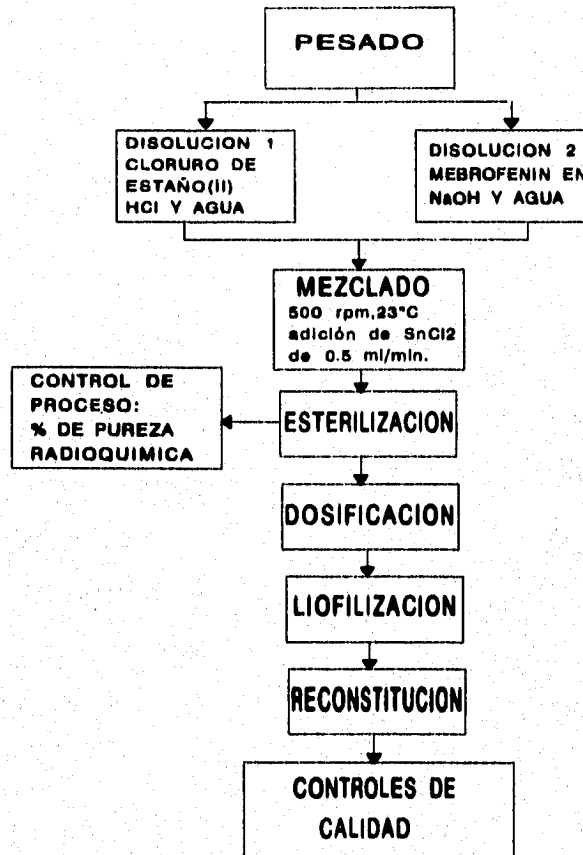 PESADO
DISOLUCION 1
CLORURO DE
ESTAÑO(II)
HCl Y AGUA
DISOLUCION 2
MEBROFENIN EN
NaOH Y AGUA
MEZCLADO
500 rpm,23°C
adición de SnCl2
de 0.5 ml/min.
CONTROL DE
PROCESO:
% DE PUREZA
RADIOQUIMICA
ESTERILIZACION
DOSIFICACION
LIOFILIZACION
RECONSTITUCION
CONTROLES DE
CALIDAD